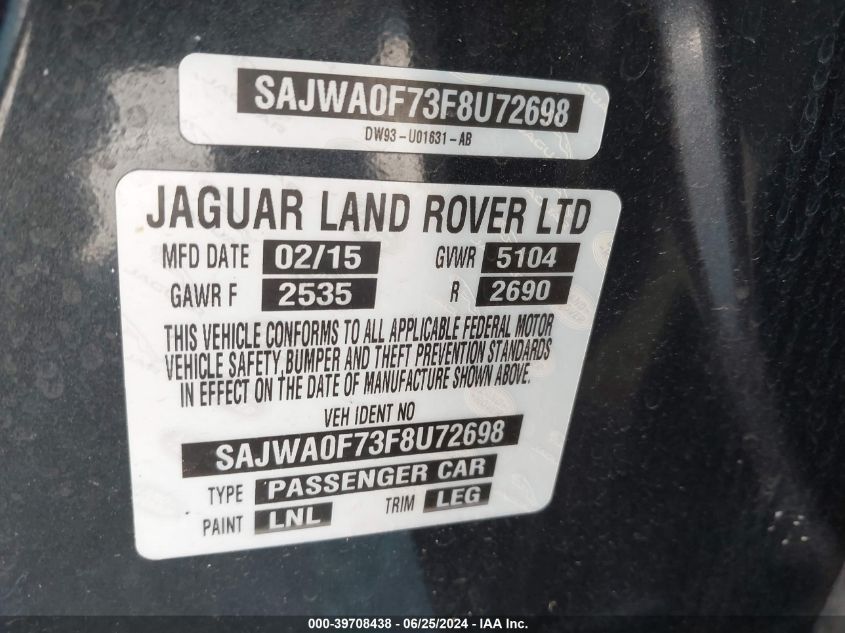 SAJWA0F73F8U72698
DW93-U01631-AB
JAGUAR LAND ROVER LTD
MFD DATE 02/15 GVWR 5104
GAWR F 2535 R 2690
THIS VEHICLE CONFORMS TO ALL APPLICABLE FEDERAL MOTOR
VEHICLE SAFETY, BUMPER AND THEFT PREVENTION STANDARDS
IN EFFECT ON THE DATE OF MANUFACTURE SHOWN ABOVE.
VEH IDENT NO
SAJWA0F73F8U72698
TYPE PASSENGER CAR
PAINT LNL TRIM LEG
000-39708438 - 06/25/2024 - IAA Inc.